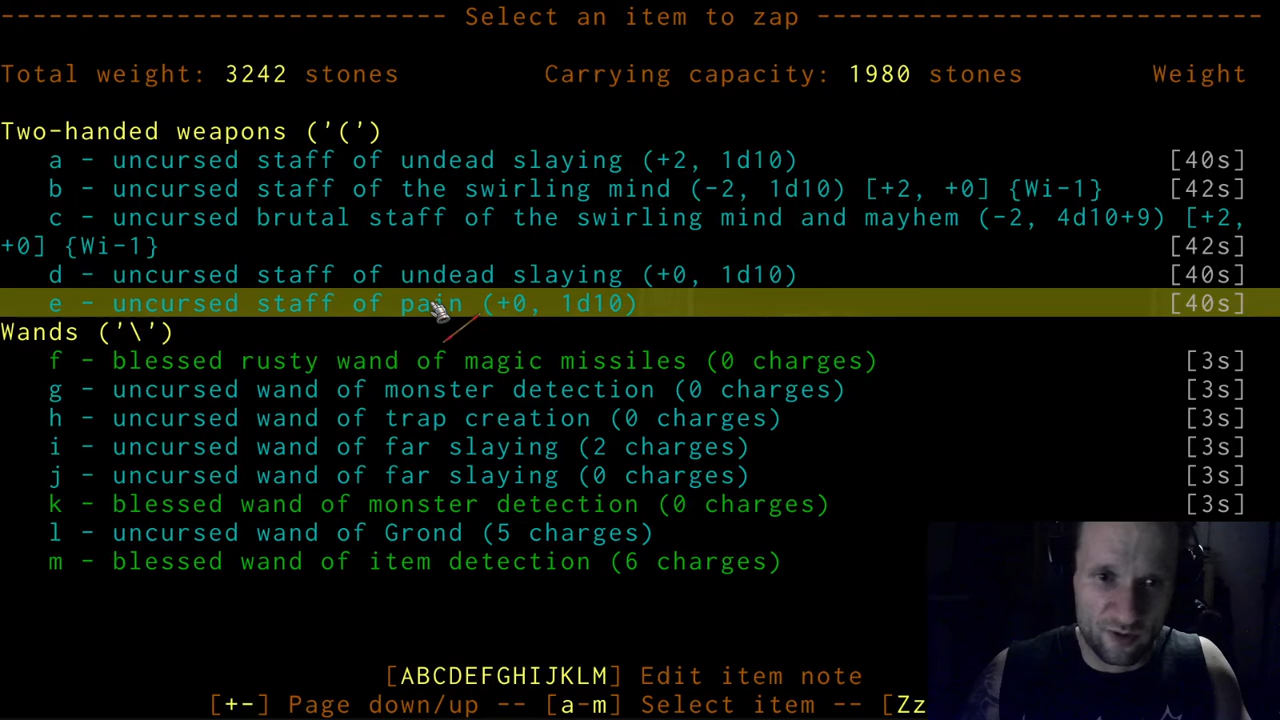 Select an item to zap
Total weight: 3242 stones Carrying capacity: 1980 stones Weight
Two-handed weapons ('(')
a - uncursed staff of undead slaying (+2, 1d10) [40s]
b - uncursed staff of the swirling mind (-2, 1d10) [+2, +0] {Wi-1} [42s]
c - uncursed brutal staff of the swirling mind and mayhem (-2, 4d10+9) [+2,
+0] {Wi-1} [42s]
d - uncursed staff of undead slaying (+0, 1d10) [40s]
e - uncursed staff of pain (+0, 1d10) [40s]
Wands ('\')
f - blessed rusty wand of magic missiles (0 charges) [3s]
g - uncursed wand of monster detection (0 charges) [3s]
h - uncursed wand of trap creation (0 charges) [3s]
i - uncursed wand of far slaying (2 charges) [3s]
j - uncursed wand of far slaying (0 charges) [3s]
k - blessed wand of monster detection (0 charges) [3s]
l - uncursed wand of Grond (5 charges)
m - blessed wand of item detection (6 charges)
[ABCDEFGHIJKLM] Edit item note
[+-] Page down/up -- [a-m] Select item -- [Zz